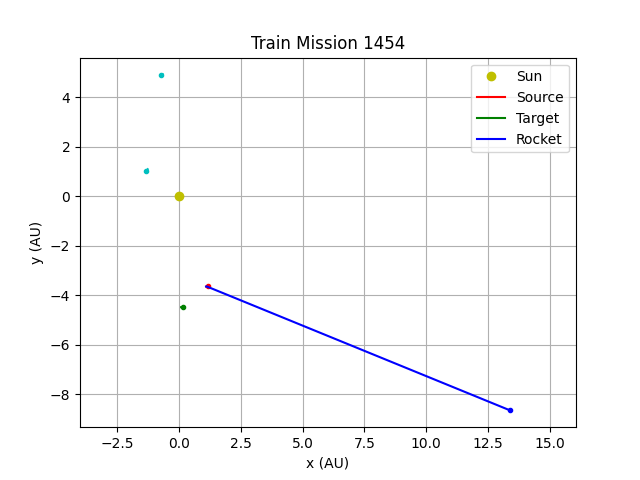 Train Mission 1454
Sun
Source
Target
Rocket
y (AU)
4
2
0
−2
−4
−6
−8
−2.5 0.0 2.5 5.0 7.5 10.0 12.5 15.0
x (AU)